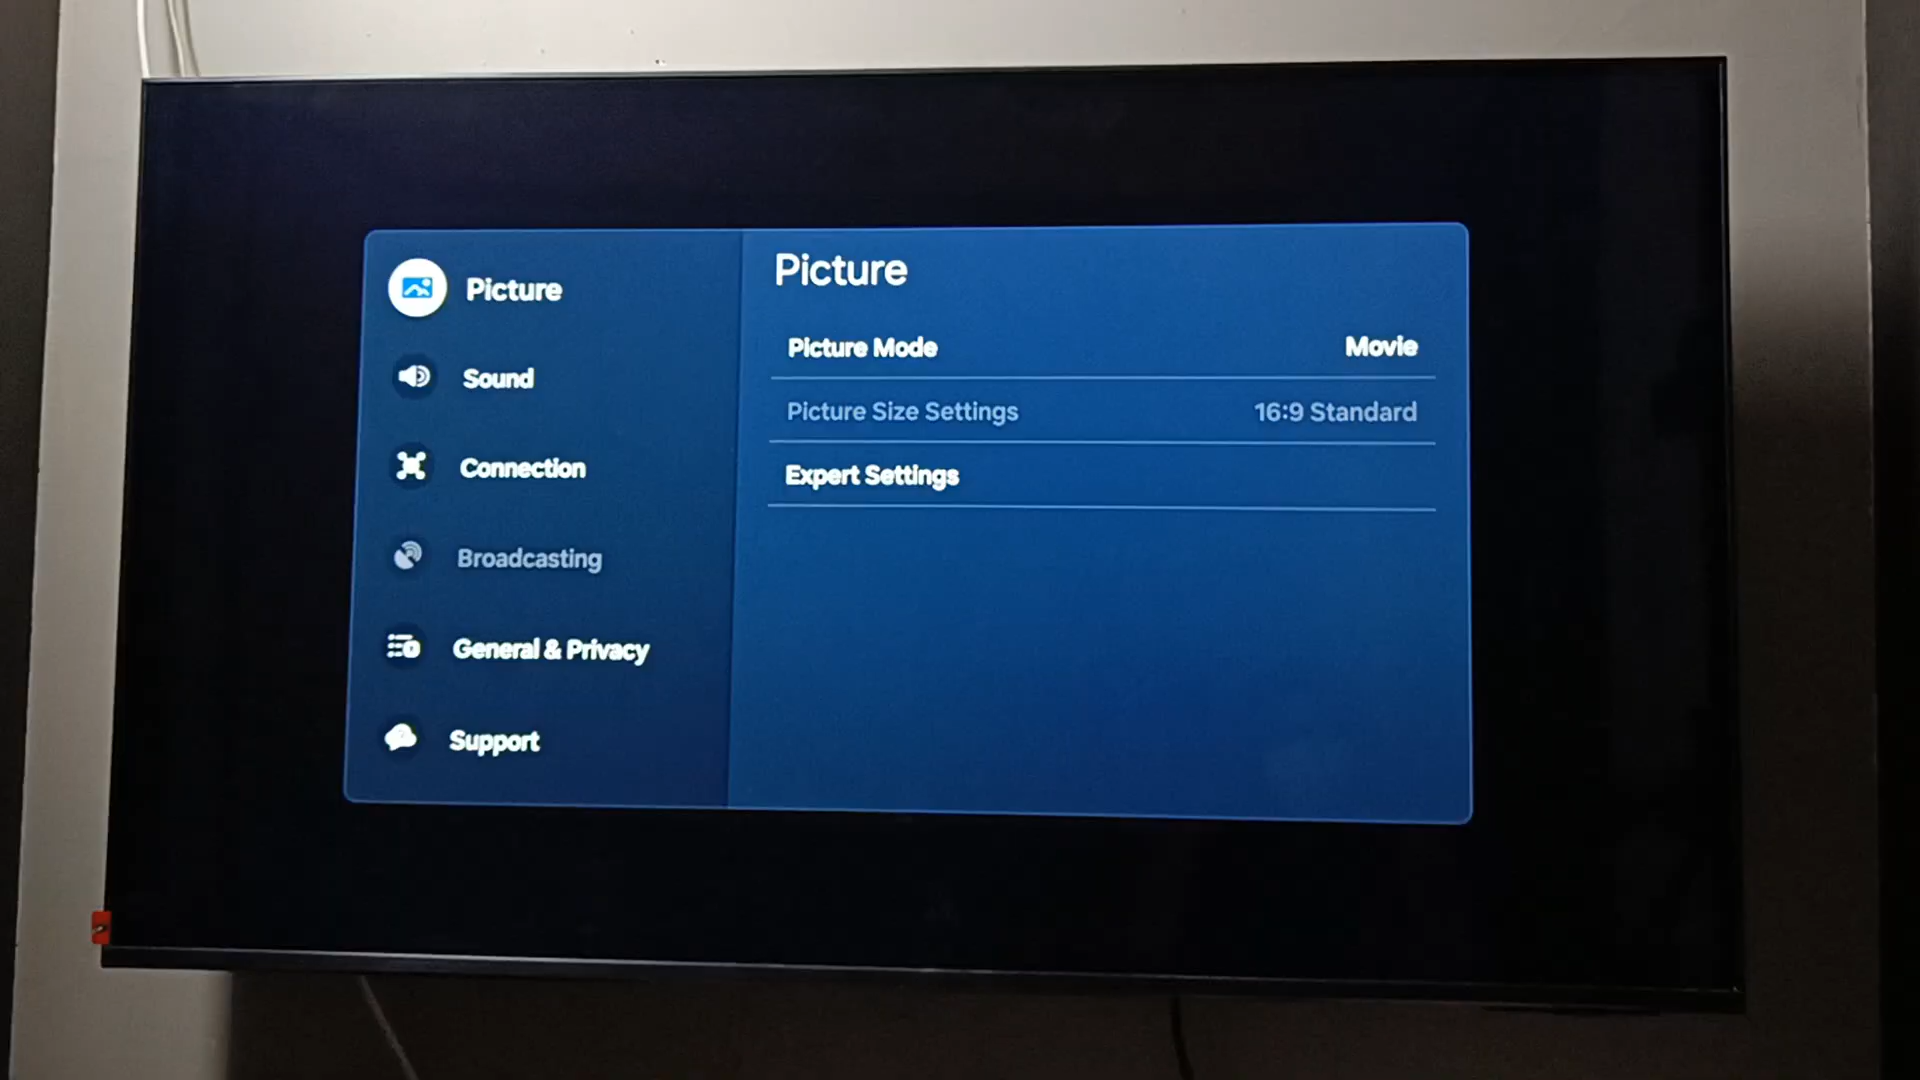 Picture
Sound
Connection
Broadcasting
General & Privacy
Support
Picture
Picture Mode Movie
Picture Size Settings 16:9 Standard
Expert Settings